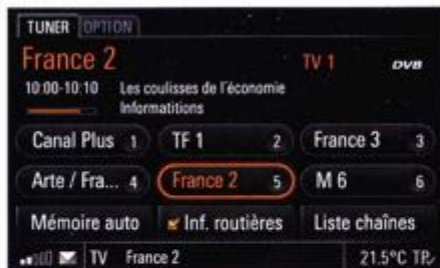 TUNER OPTION
France 2 TV 1 DVB
10:00-10:10 Les coulisses de l'économie
Informatitions
Canal Plus 1 TF 1 2 France 3 3
Arte / Fra... 4 France 2 5 M 6 6
Mémoire auto Inf. routières Liste chaînes
TV France 2 21.5°C TP